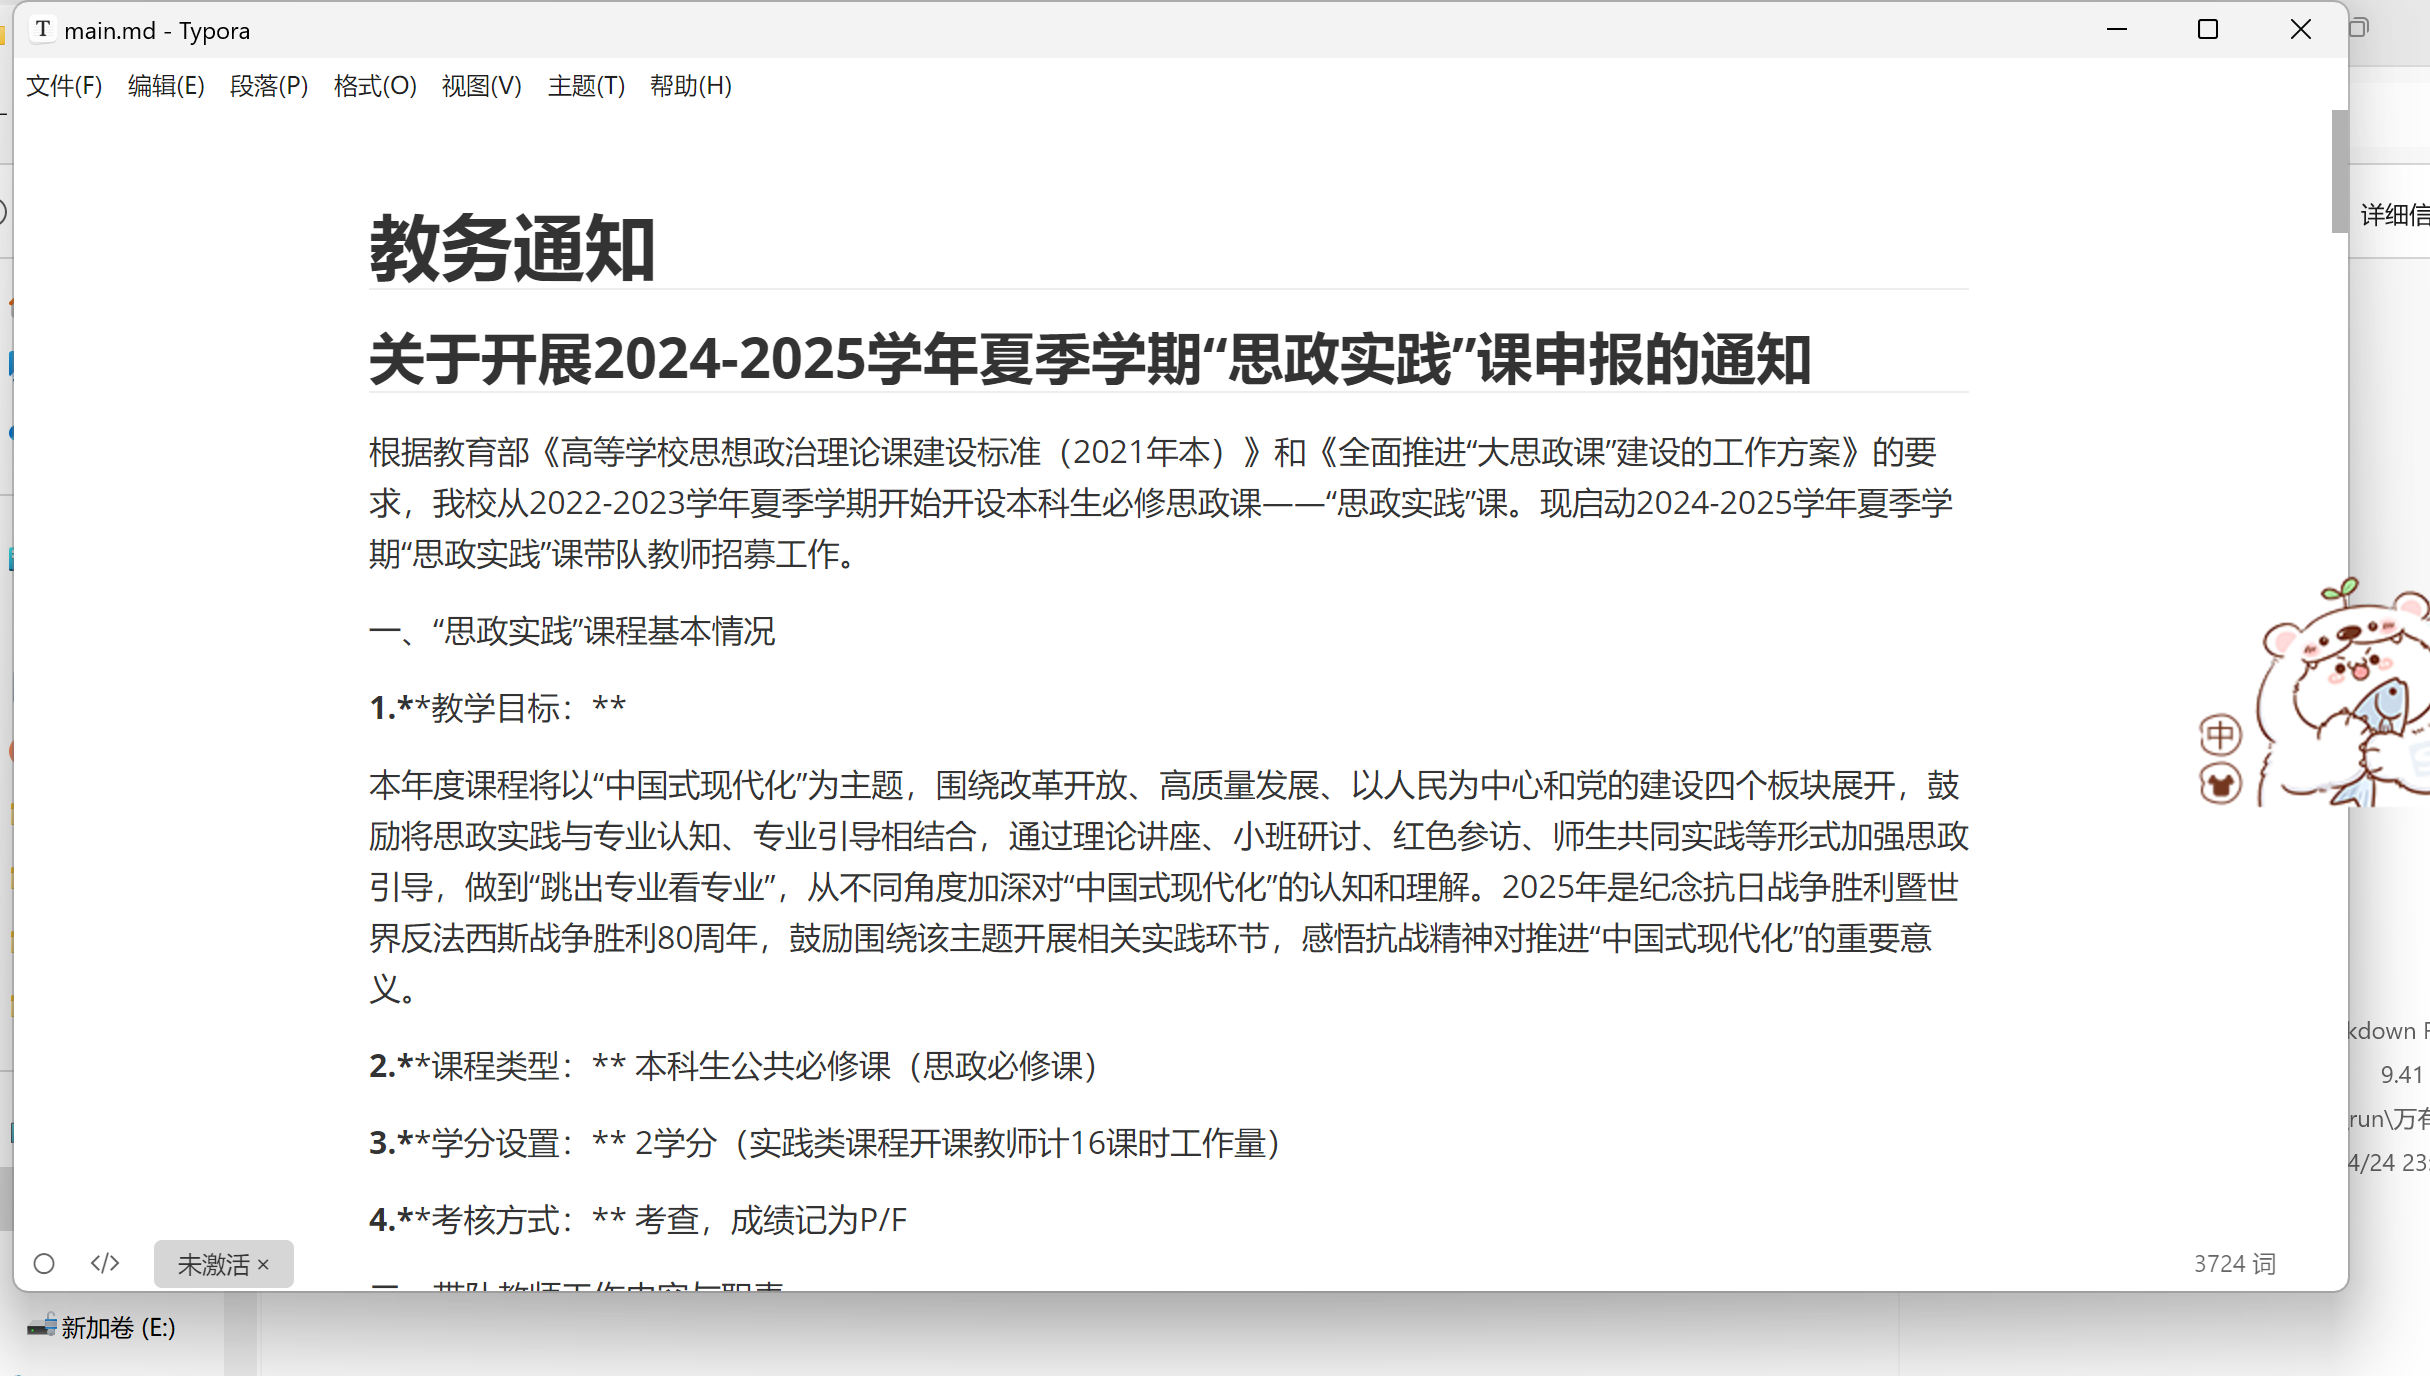 T main.md - Typora
文件(F) 编辑(E) 段落(P) 格式(O) 视图(V) 主题(T) 帮助(H)
教务通知
关于开展2024-2025学年夏季学期“思政实践”课申报的通知
根据教育部《高等学校思想政治理论课建设标准（2021年本）》和《全面推进“大思政课”建设的工作方案》的要
求，我校从2022-2023学年夏季学期开始开设本科生必修思政课——“思政实践”课。现启动2024-2025学年夏季学
期“思政实践”课带队教师招募工作。
一、“思政实践”课程基本情况
1.**教学目标：**
本年度课程将以“中国式现代化”为主题，围绕改革开放、高质量发展、以人民为中心和党的建设四个板块展开，鼓
励将思政实践与专业认知、专业引导相结合，通过理论讲座、小班研讨、红色参访、师生共同实践等形式加强思政
引导，做到“跳出专业看专业”，从不同角度加深对“中国式现代化”的认知和理解。2025年是纪念抗日战争胜利暨世
界反法西斯战争胜利80周年，鼓励围绕该主题开展相关实践环节，感悟抗战精神对推进“中国式现代化”的重要意
义。
2.**课程类型：** 本科生公共必修课（思政必修课）
3.**学分设置：** 2学分（实践类课程开课教师计16课时工作量）
4.**考核方式：** 考查，成绩记为P/F
未激活 ×
3724 词
新加卷 (E:)
详细信
中
kdown
9.41
run\万有
4/24 23: